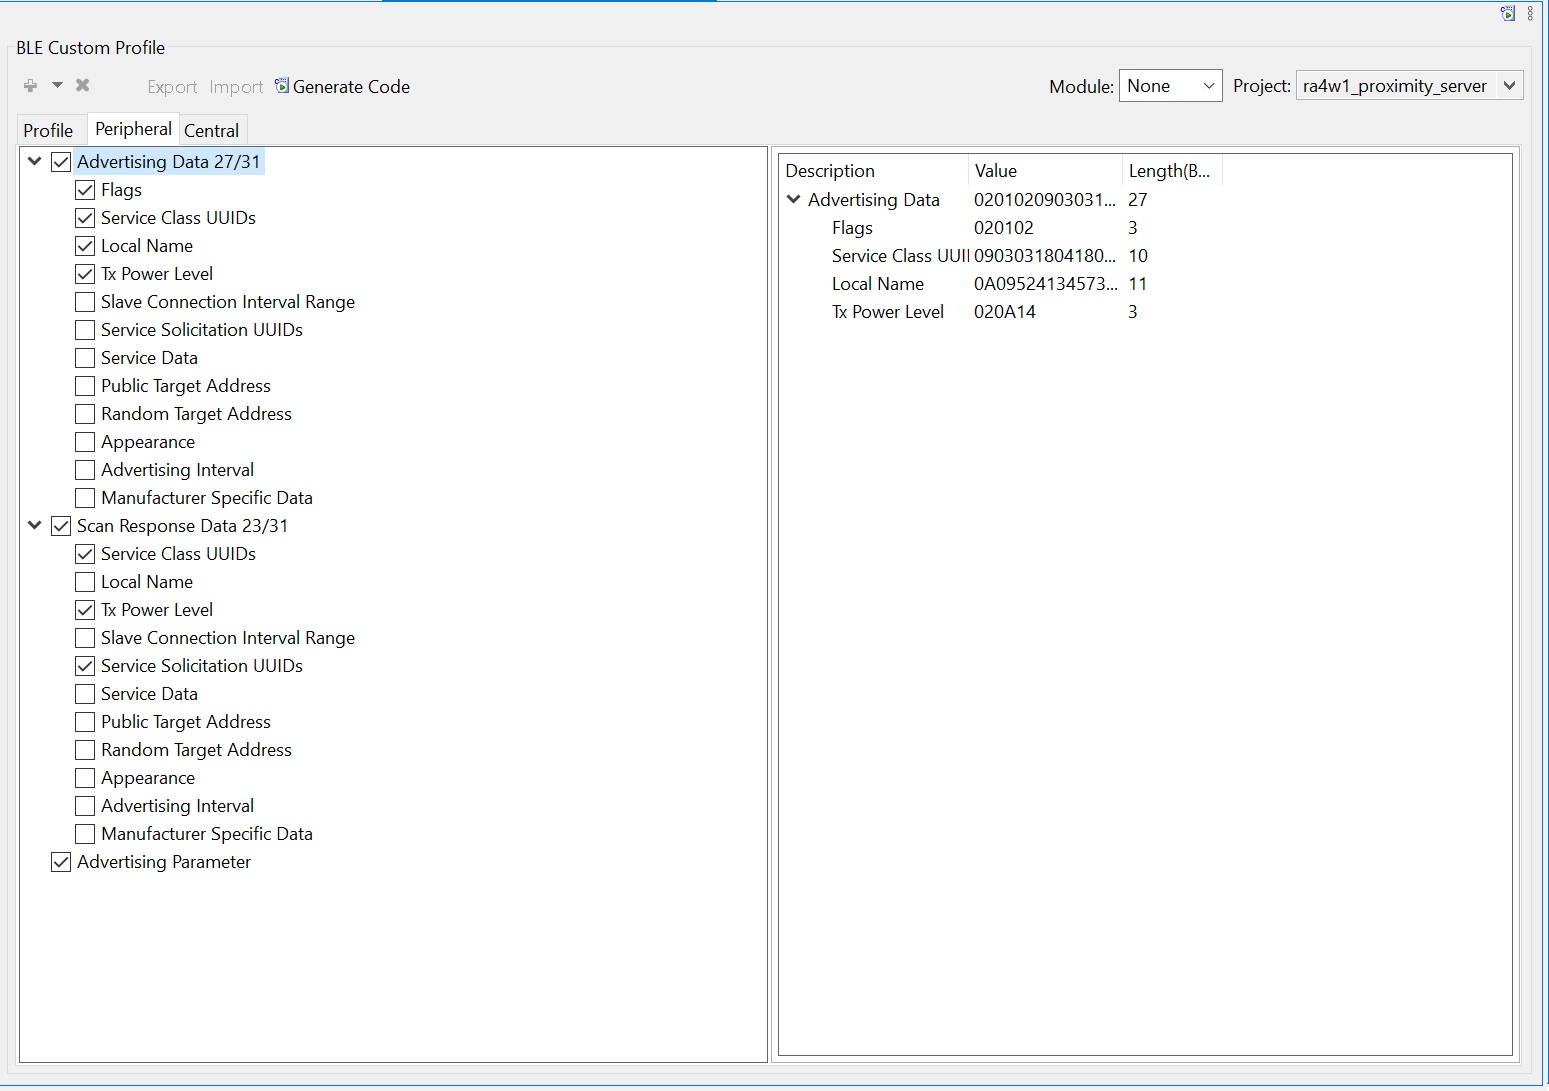 BLE Custom Profile
Export Import Generate Code Module: None Project: ra4w1_proximity_server
Profile Peripheral Central
Advertising Data 27/31
Flags
Service Class UUIDs
Local Name
Tx Power Level
Slave Connection Interval Range
Service Solicitation UUIDs
Service Data
Public Target Address
Random Target Address
Appearance
Advertising Interval
Manufacturer Specific Data
Scan Response Data 23/31
Service Class UUIDs
Local Name
Tx Power Level
Slave Connection Interval Range
Service Solicitation UUIDs
Service Data
Public Target Address
Random Target Address
Appearance
Advertising Interval
Manufacturer Specific Data
Advertising Parameter
Description Value Length(B...
Advertising Data 0201020903031... 27
Flags 020102 3
Service Class UUI 0903031804180... 10
Local Name 0A09524134573... 11
Tx Power Level 020A14 3